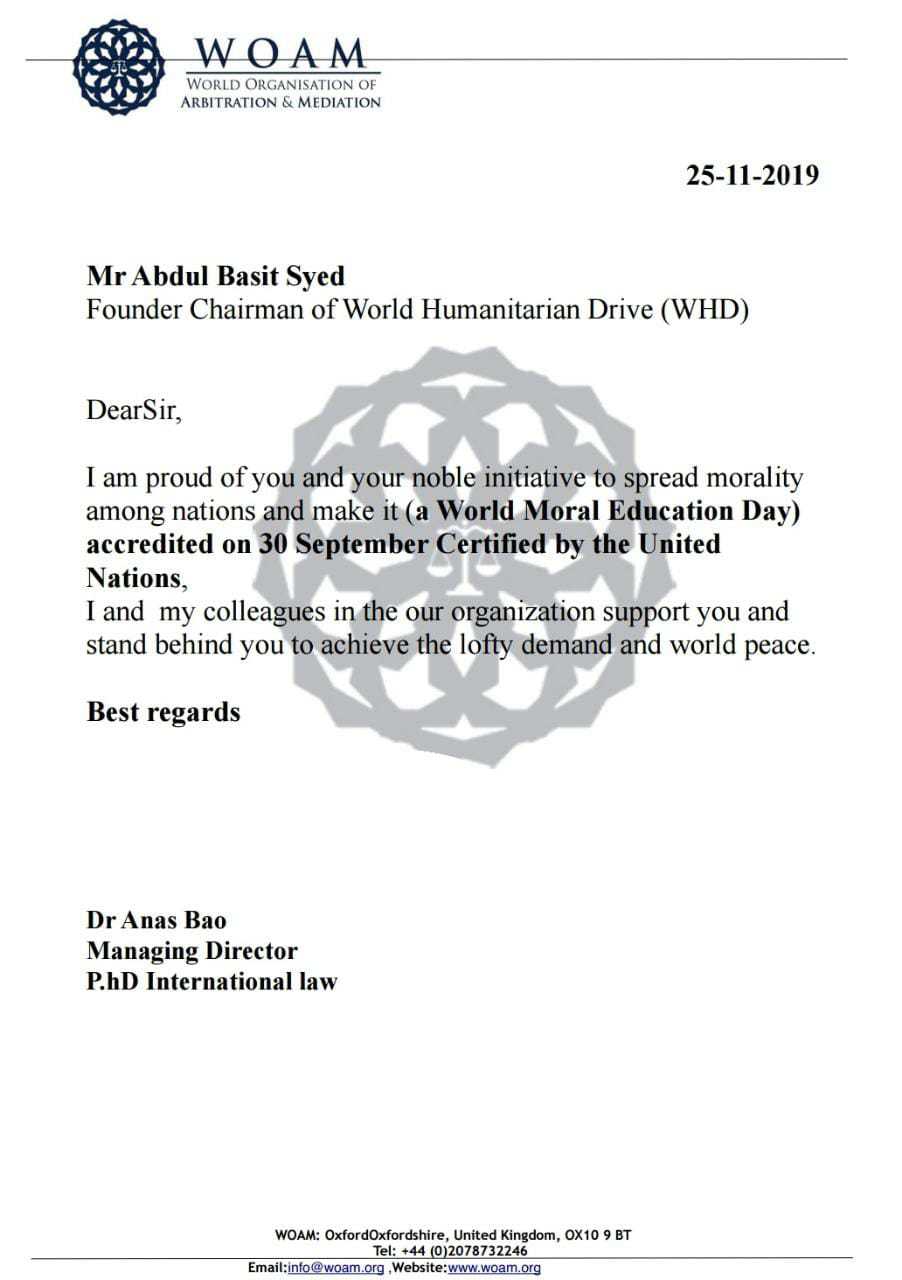 WOAM
WORLD ORGANISATION OF
ARBITRATION & MEDIATION
25-11-2019
Mr Abdul Basit Syed
Founder Chairman of World Humanitarian Drive (WHD)
DearSir,
I am proud of you and your noble initiative to spread morality
among nations and make it (a World Moral Education Day)
accredited on 30 September Certified by the United
Nations,
I and  my colleagues in the our organization support you and
stand behind you to achieve the lofty demand and world peace.
Best regards
Dr Anas Bao
Managing Director
P.hD International law
WOAM: OxfordOxfordshire, United Kingdom, OX10 9 BT
Tel: +44 (0)2078732246
Email:info@woam.org ,Website:www.woam.org